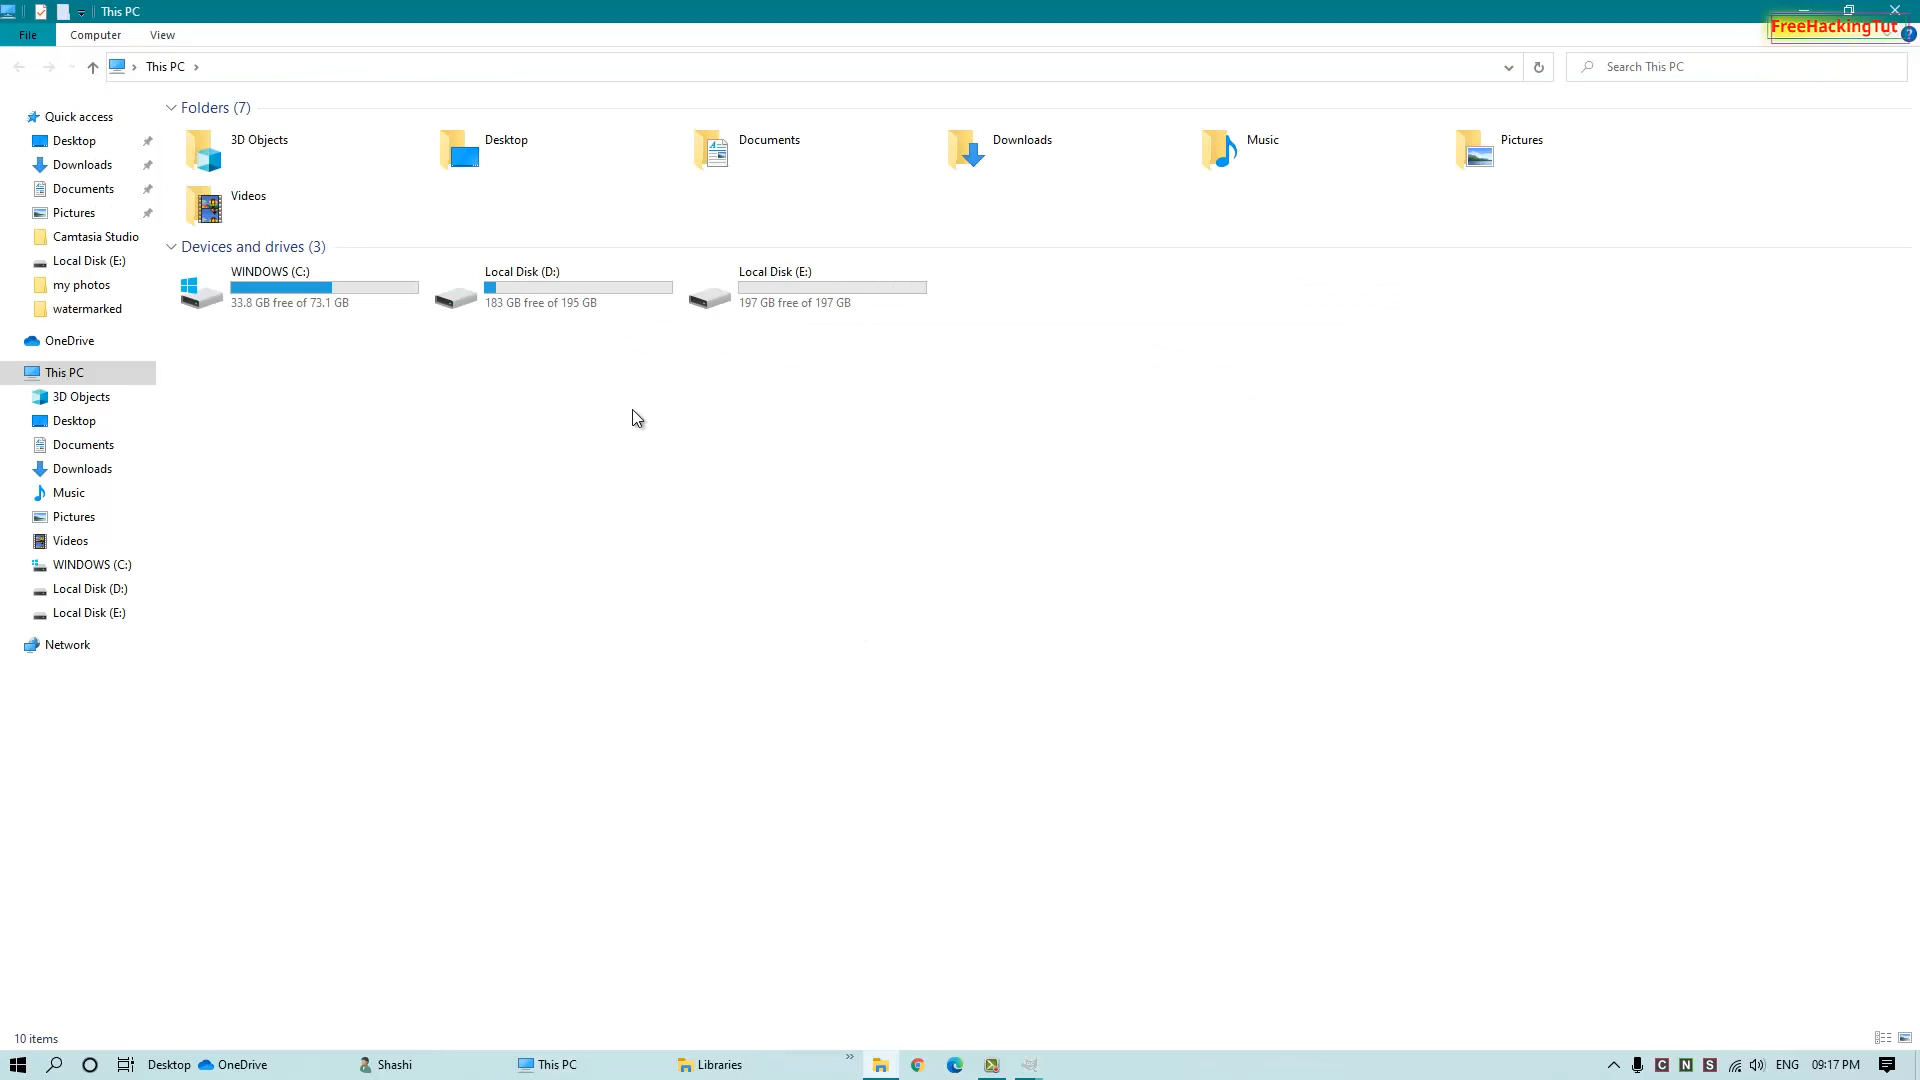 This PC
FreeHackingTut
File Computer View
This PC
Search This PC
Quick access
Desktop
Downloads
Documents
Pictures
Camtasia Studio
Local Disk (E:)
my photos
watermarked
OneDrive
This PC
3D Objects
Desktop
Documents
Downloads
Music
Pictures
Videos
WINDOWS (C:)
Local Disk (D:)
Local Disk (E:)
Network
Folders (7)
3D Objects Desktop Documents Downloads Music Pictures
Videos
Devices and drives (3)
WINDOWS (C:) Local Disk (D:) Local Disk (E:)
33.8 GB free of 73.1 GB 183 GB free of 195 GB 197 GB free of 197 GB
10 items
Desktop OneDrive Shashi This PC Libraries C N S ENG 09:17 PM